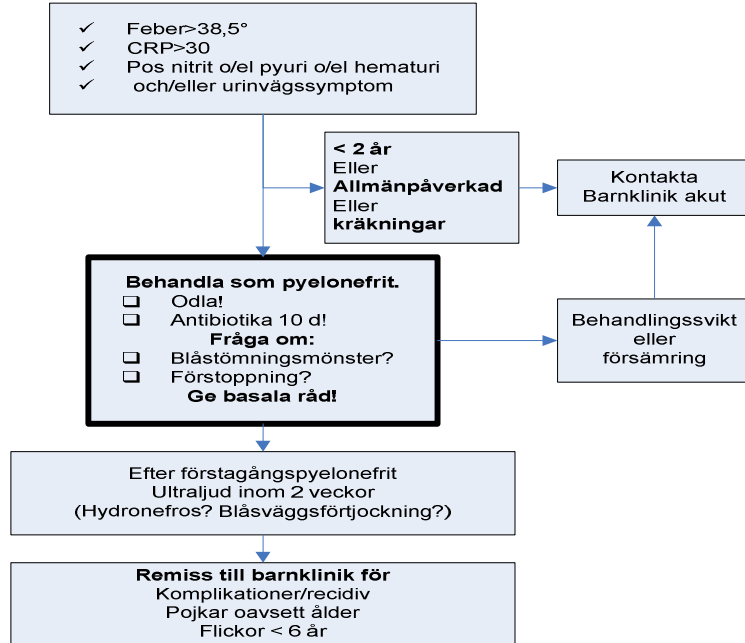 ✓ Feber>38,5°
✓ CRP>30
✓ Pos nitrit o/el pyuri o/el hematuri
✓ och/eller urinvägssymptom
< 2 år
Eller
Allmänpåverkad
Eller
kräkningar
Kontakta
Barnklinik akut
Behandla som pyelonefrit.
❑ Odla!
❑ Antibiotika 10 d!
Fråga om:
❑ Blåstömningsmönster?
❑ Förstoppning?
Ge basala råd!
Behandlingssvikt
eller
försämring
Efter förstagångspyelonefrit
Ultraljud inom 2 veckor
(Hydronefros? Blåsväggsförtjockning?)
Remiss till barnklinik för
Komplikationer/recidiv
Pojkar oavsett ålder
Flickor < 6 år